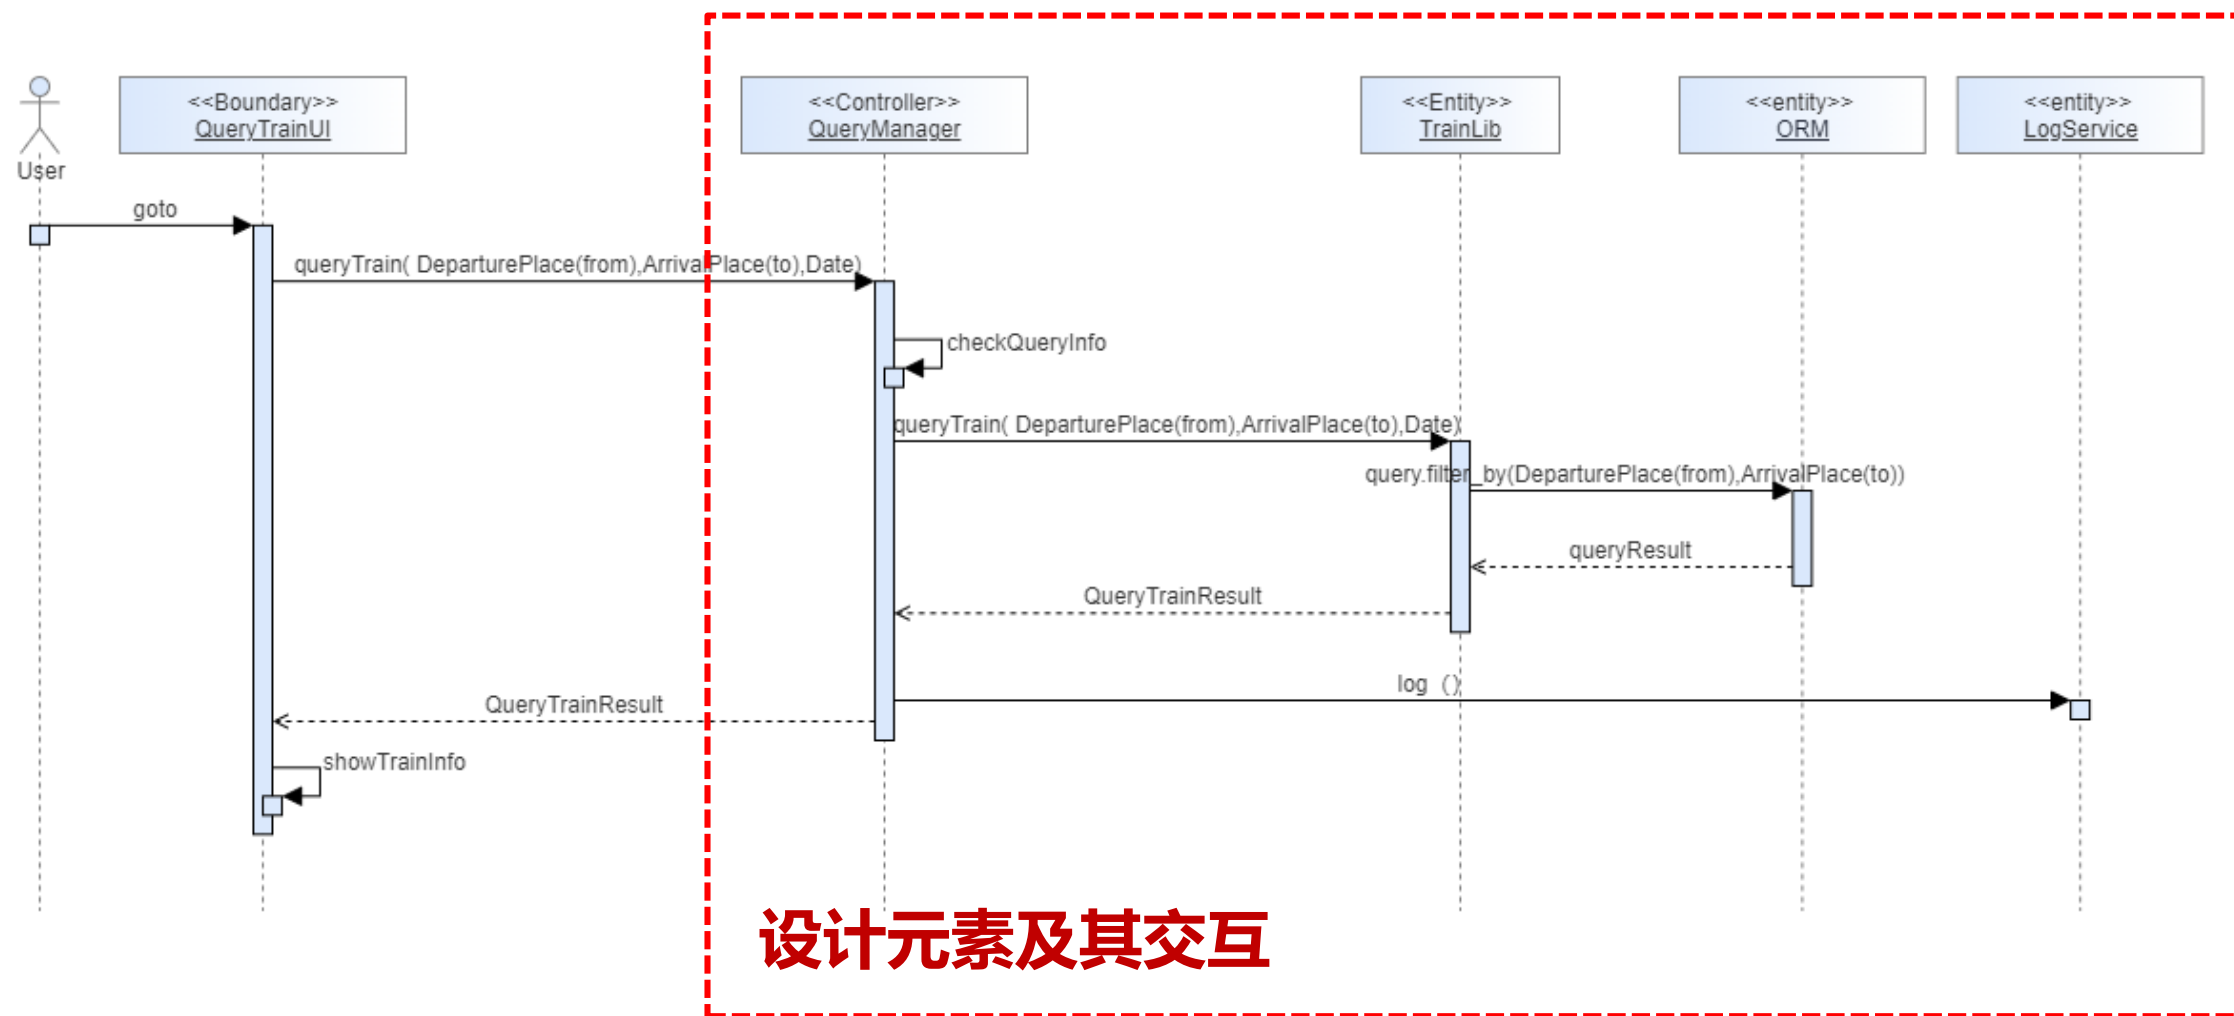 User
<<Boundary>>
QueryTrainUI
<<Controller>>
QueryManager
<<Entity>>
TrainLib
<<entity>>
ORM
<<entity>>
LogService
goto
queryTrain( DeparturePlace(from),ArrivalPlace(to),Date)
checkQueryInfo
queryTrain( DeparturePlace(from),ArrivalPlace(to),Date)
query.filter_by(DeparturePlace(from),ArrivalPlace(to))
queryResult
QueryTrainResult
log （）
QueryTrainResult
showTrainInfo
设计元素及其交互